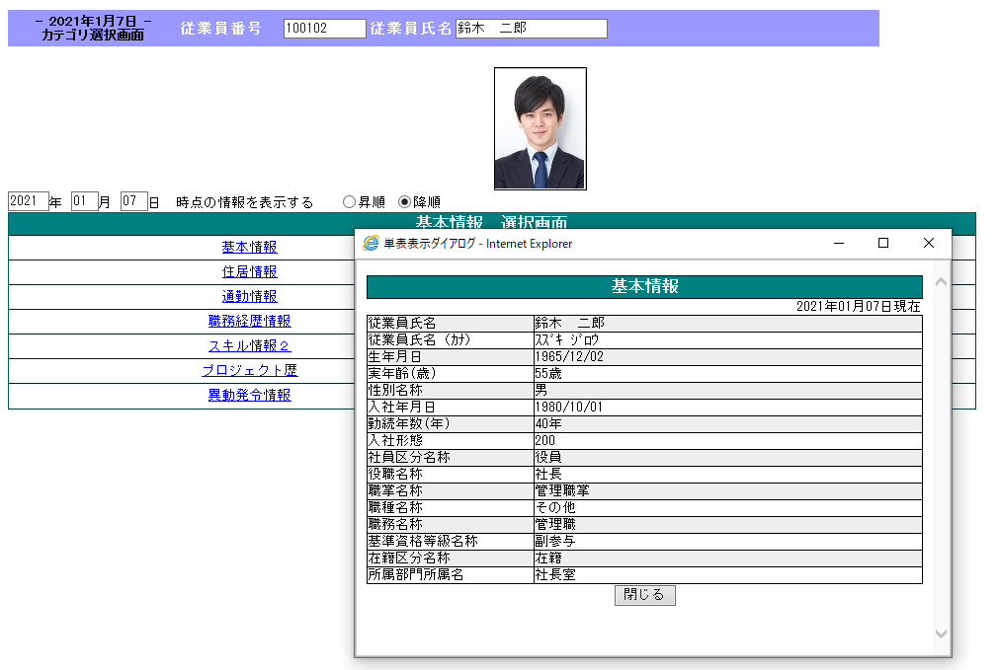 − 2021年1月7日 −
カテゴリ選択画面
従業員番号 100102 従業員氏名 鈴木　二郎
2021 年 01 月 07 日 時点の情報を表示する 昇順 降順
基本情報　選択画面
基本情報
住居情報
通勤情報
職務経歴情報
スキル情報２
プロジェクト歴
異動発令情報
単表表示ダイアログ - Internet Explorer
基本情報
2021年01月07日現在
従業員氏名 鈴木　二郎
従業員氏名（ｶﾅ） ｽｽﾞｷ ｼﾞﾛｳ
生年月日 1965/12/02
実年齢(歳) 55歳
性別名称 男
入社年月日 1980/10/01
勤続年数(年) 40年
入社形態 200
社員区分名称 役員
役職名称 社長
職掌名称 管理職掌
職種名称 その他
職務名称 管理職
基準資格等級名称 副参与
在籍区分名称 在籍
所属部門所属名 社長室
閉じる